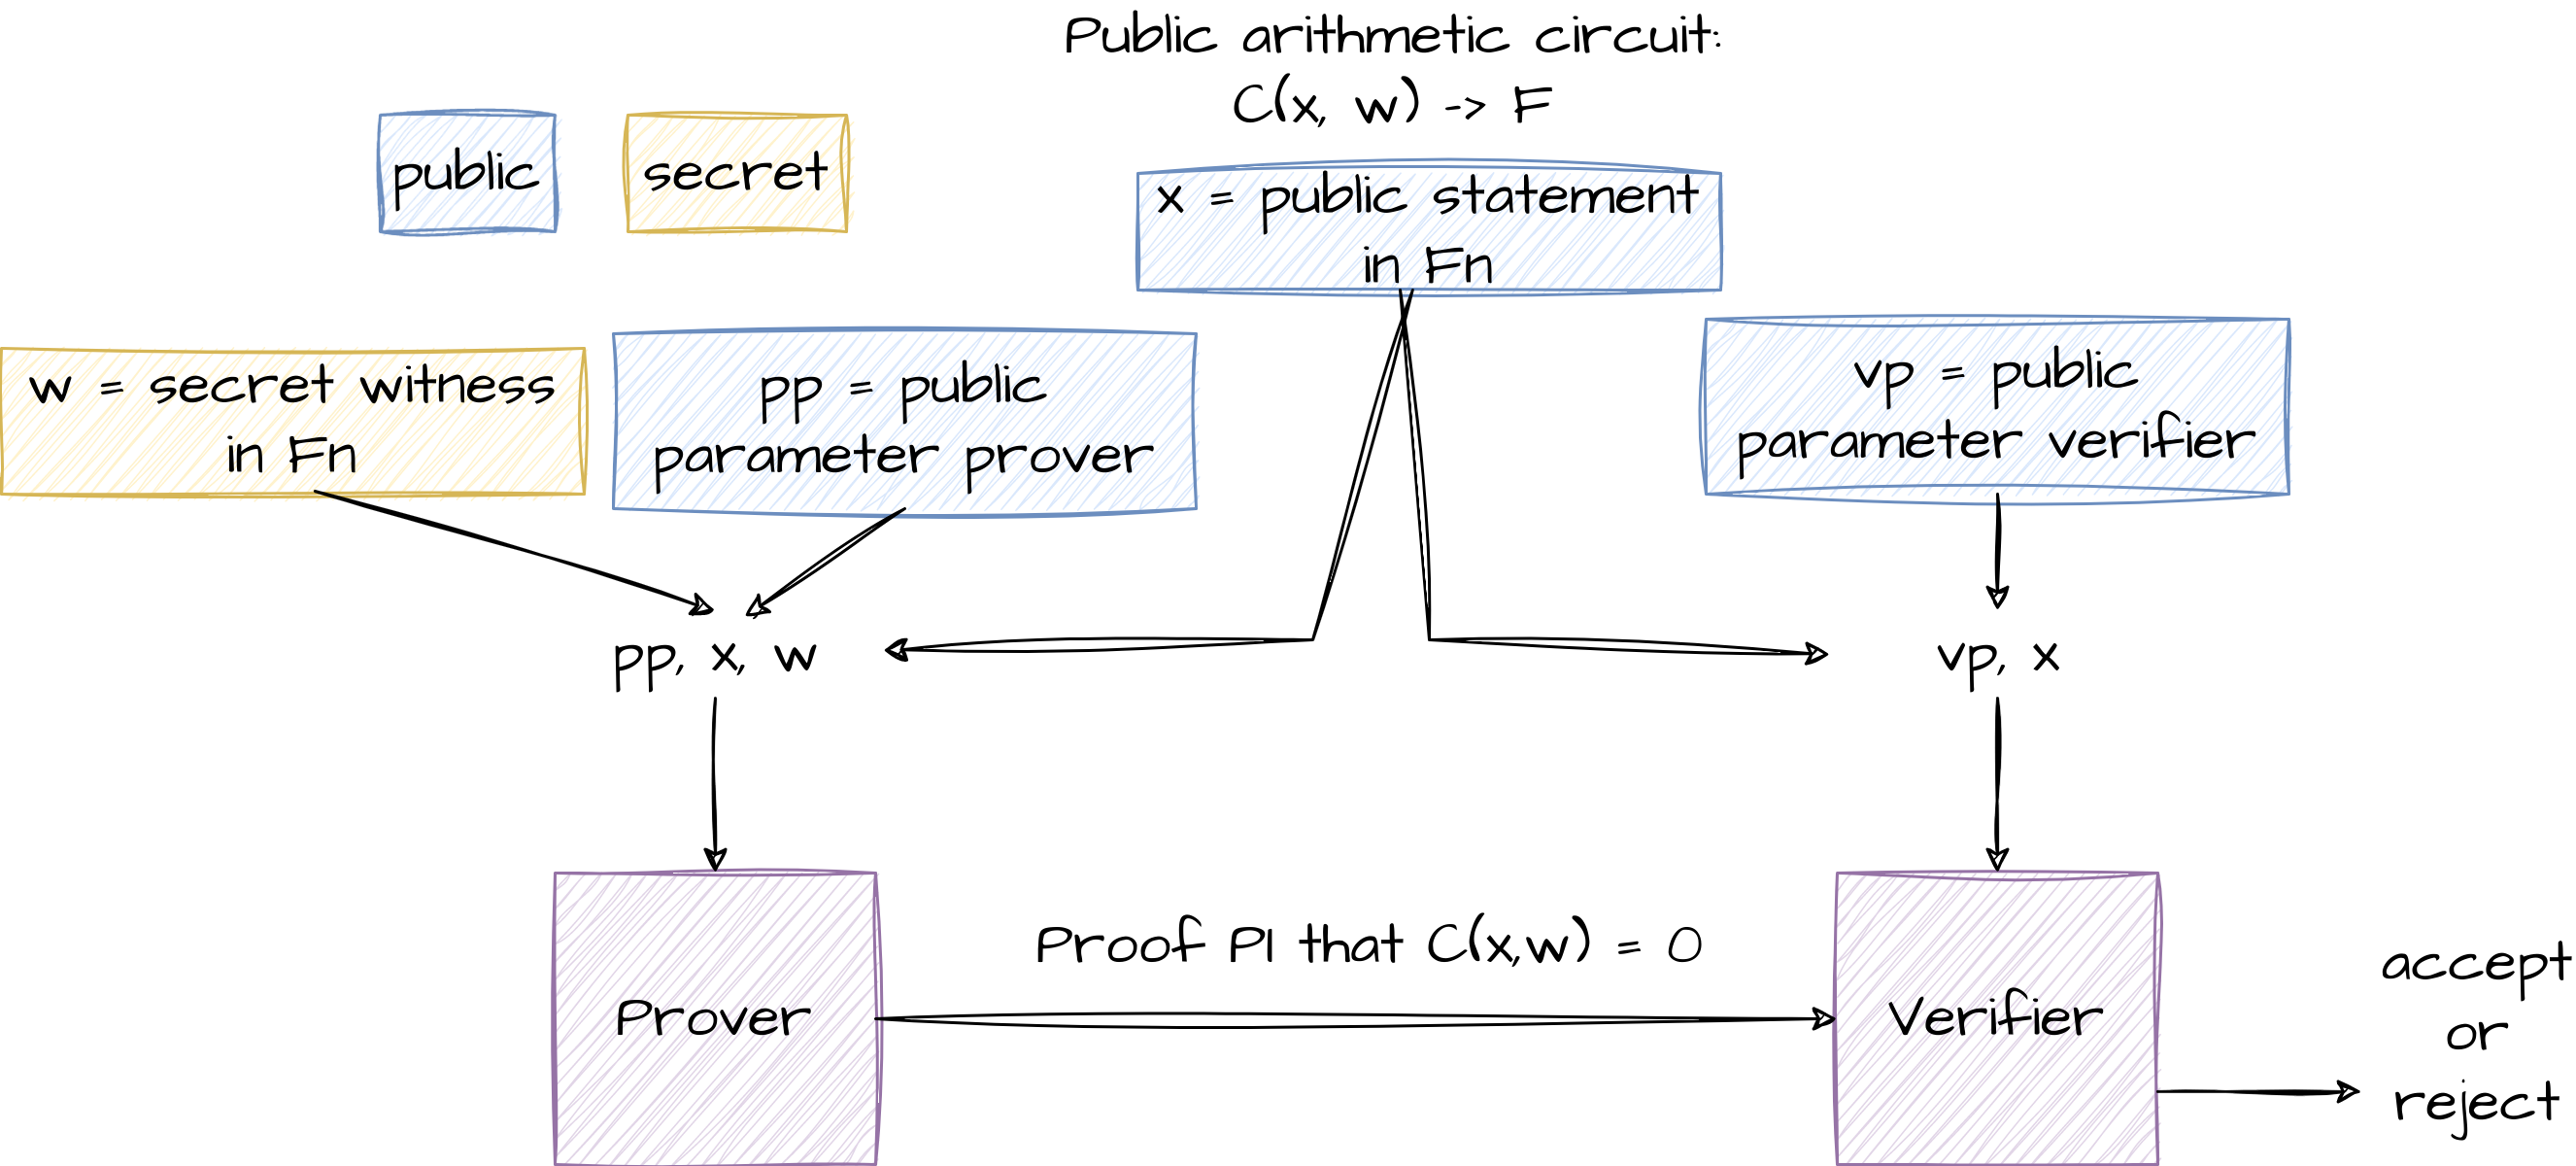 Public arithmetic circuit:
C(x, w) -> F
public
secret
x = public statement
in Fn
w = secret witness
in Fn
pp = public
parameter prover
vp = public
parameter verifier
pp, x, w
vp, x
Proof PI that C(x,w) = 0
Prover
Verifier
accept
or
reject